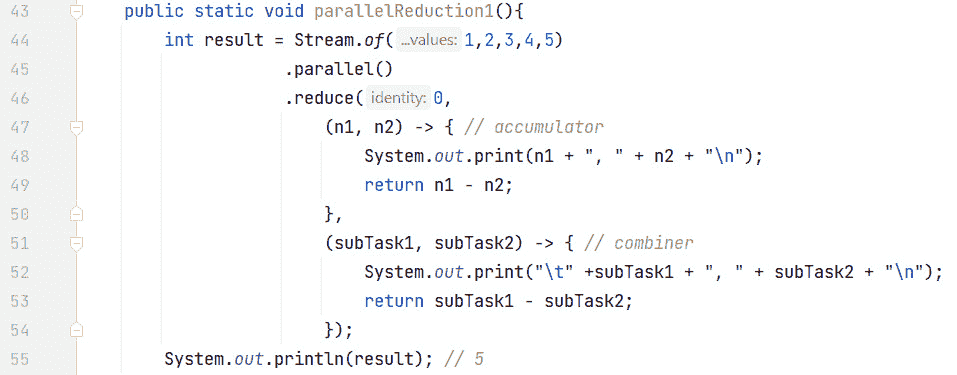 43 public static void parallelReduction1(){
44 int result = Stream.of( ...values: 1,2,3,4,5)
45 .parallel()
46 .reduce( identity: 0,
47 (n1, n2) -> { // accumulator
48 System.out.print(n1 + ", " + n2 + "\n");
49 return n1 - n2;
50 },
51 (subTask1, subTask2) -> { // combiner
52 System.out.print("\t" +subTask1 + ", " + subTask2 + "\n");
53 return subTask1 - subTask2;
54 });
55 System.out.println(result); // 5